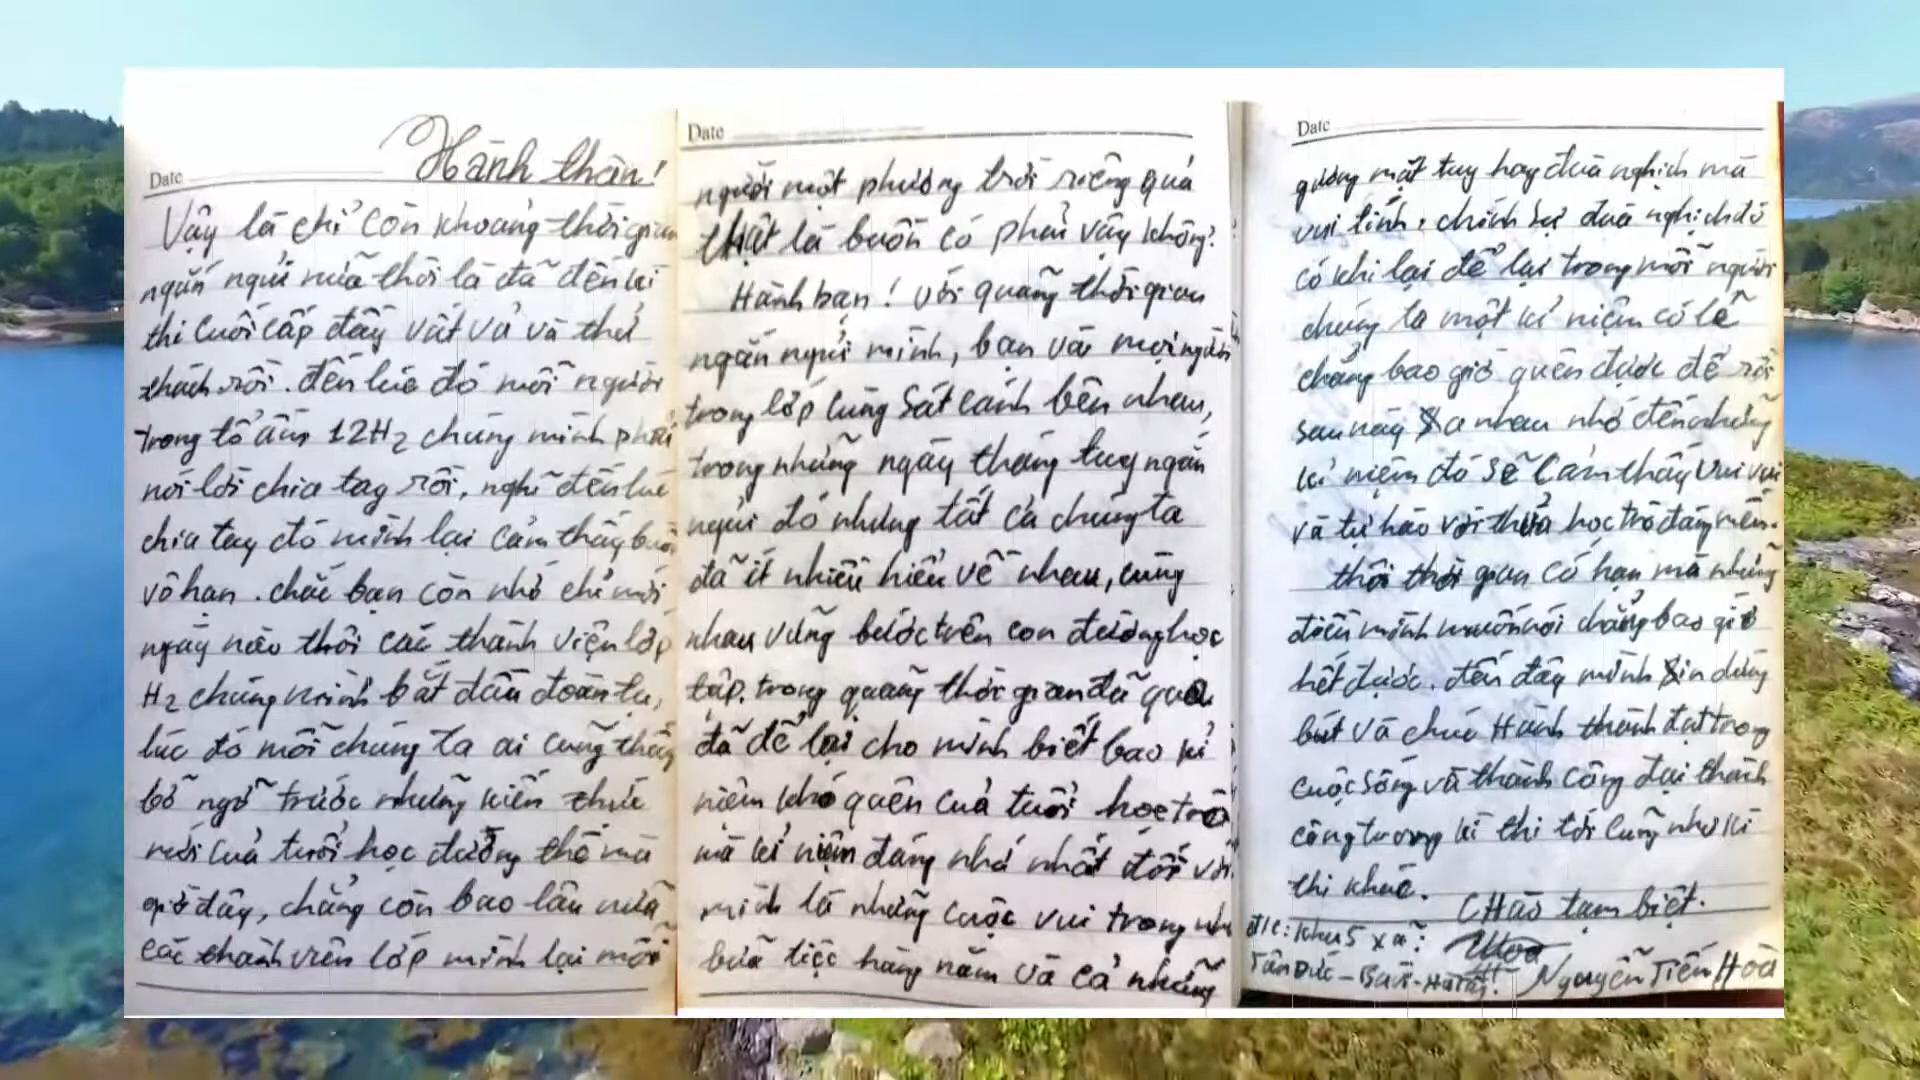 Date
Hành thân!
Vậy là chỉ còn khoảng thời gian
ngắn ngủi nữa thôi là đã đến kì
thi cuối cấp đầy vất vả và thử
thách rồi. đến lúc đó mỗi người
trong tổ ấm 12H2 chúng mình phải
nói lời chia tay rồi, nghĩ đến lúc
chia tay đó mình lại cảm thấy buồn
vô hạn. chắc bạn còn nhớ chỉ mới
ngày nào thôi các thành viên lớp
H2 chúng mình bắt đầu đoàn tụ,
lúc đó mỗi chúng ta ai cũng thấy
bỡ ngỡ trước những kiến thức
mới của tuổi học đường thế mà
giờ đây, chẳng còn bao lâu nữa
các thành viên lớp mình lại mỗi
Date
người một phương trời riêng quả
thật là buồn có phải vậy không?
Hành bạn! với quãng thời gian
ngắn ngủi mình, bạn và mọi người
trong lớp cùng sát cánh bên nhau,
trong những ngày tháng tuy ngắn
ngủi đó nhưng tất cả chúng ta
đã ít nhiều hiểu về nhau, cùng
nhau vững bước trên con đường học
tập. trong quãng thời gian đã qua
đã để lại cho mình biết bao kỉ
niệm khó quên của tuổi học trò
mà kỉ niệm đáng nhớ nhất đối với
mình là những cuộc vui trong
bữa tiệc hàng năm và cả những
Date
gương mặt tuy hay đùa nghịch mà
vui tính, chính sự đùa nghịch đó
có khi lại để lại trong mỗi người
chúng ta một kỉ niệm có lẽ
chẳng bao giờ quên được để rồi
sau này xa nhau nhớ đến những
kỉ niệm đó sẽ cảm thấy vui vui
và tự hào với thủa học trò đáng mến.
thôi thời gian có hạn mà những
điều mình muốn nói chẳng bao giờ
hết được. đến đây mình xin dừng
bút và chúc Hành thành đạt trong
cuộc sống và thành công đại thành
công trong kì thi tới cũng như kì
thi khác.
CHào tạm biệt.
đ/c: Khu 5 xã:
Hoà
Tân Đức - Ba Vì - Hà Tây!
Nguyễn Tiến Hoà